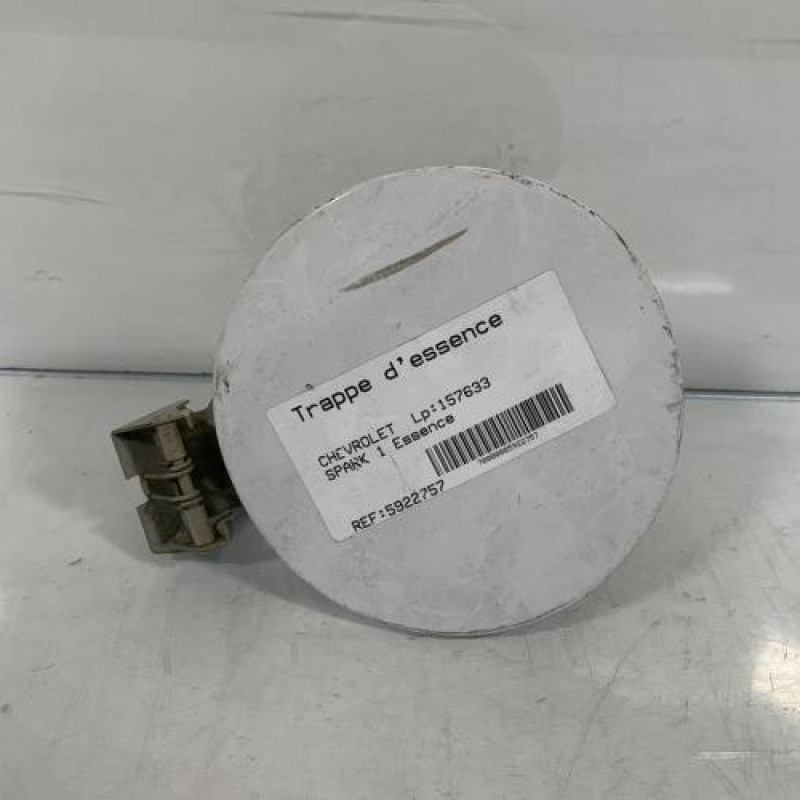 Trappe d'essence
CHEVROLET Lp:157633
SPARK 1 Essence
REF:5922757